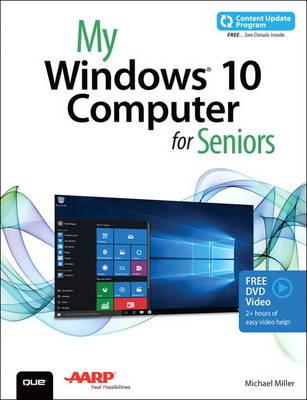 Content Update
Program
FREE...See Details Inside
My
Windows® 10
Computer
for Seniors
FREE
DVD
Video
2+ hours of
easy video help!
Michael Miller
que®
AARP®
Real Possibilities